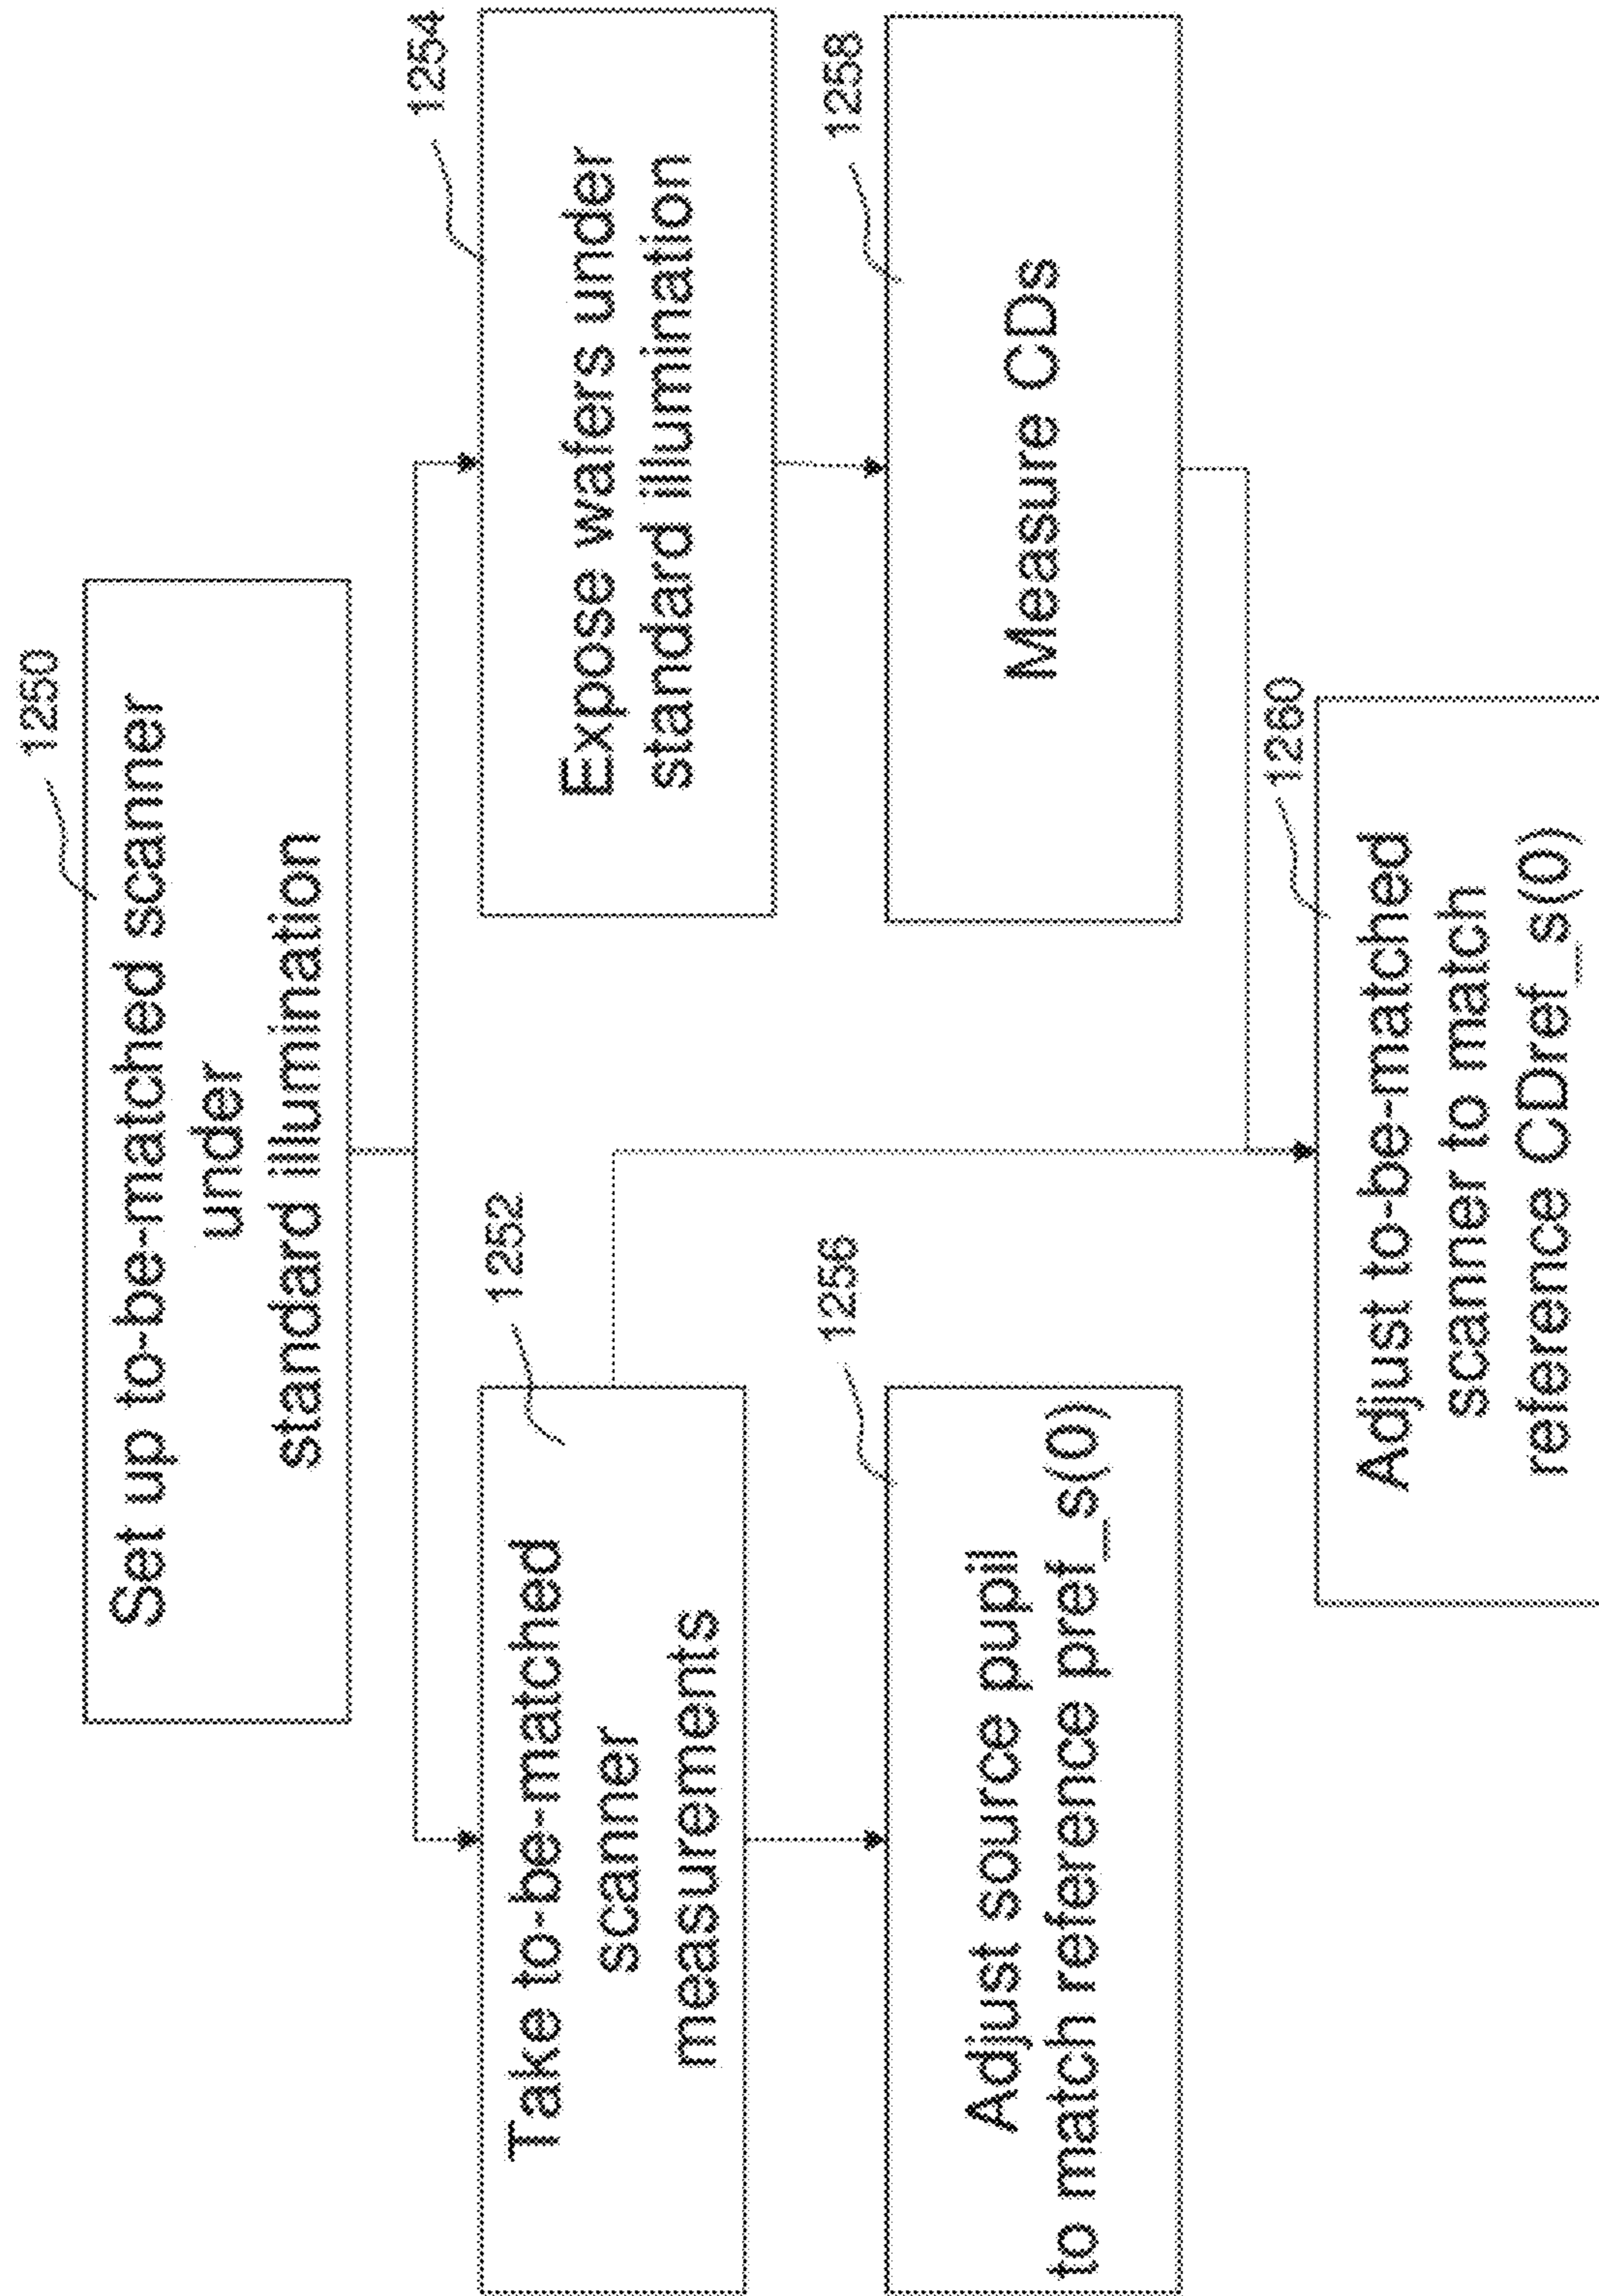 1250
Set up to-be-matched scanner
under
standard illumination
1252
Take to-be-matched
scanner
measurements
1254
Expose wafers under
standard illumination
1256
Adjust source pupil
to match reference pref_s(0)
1258
Measure CDs
1260
Adjust to-be-matched
scanner to match
reference CDref_s(0)